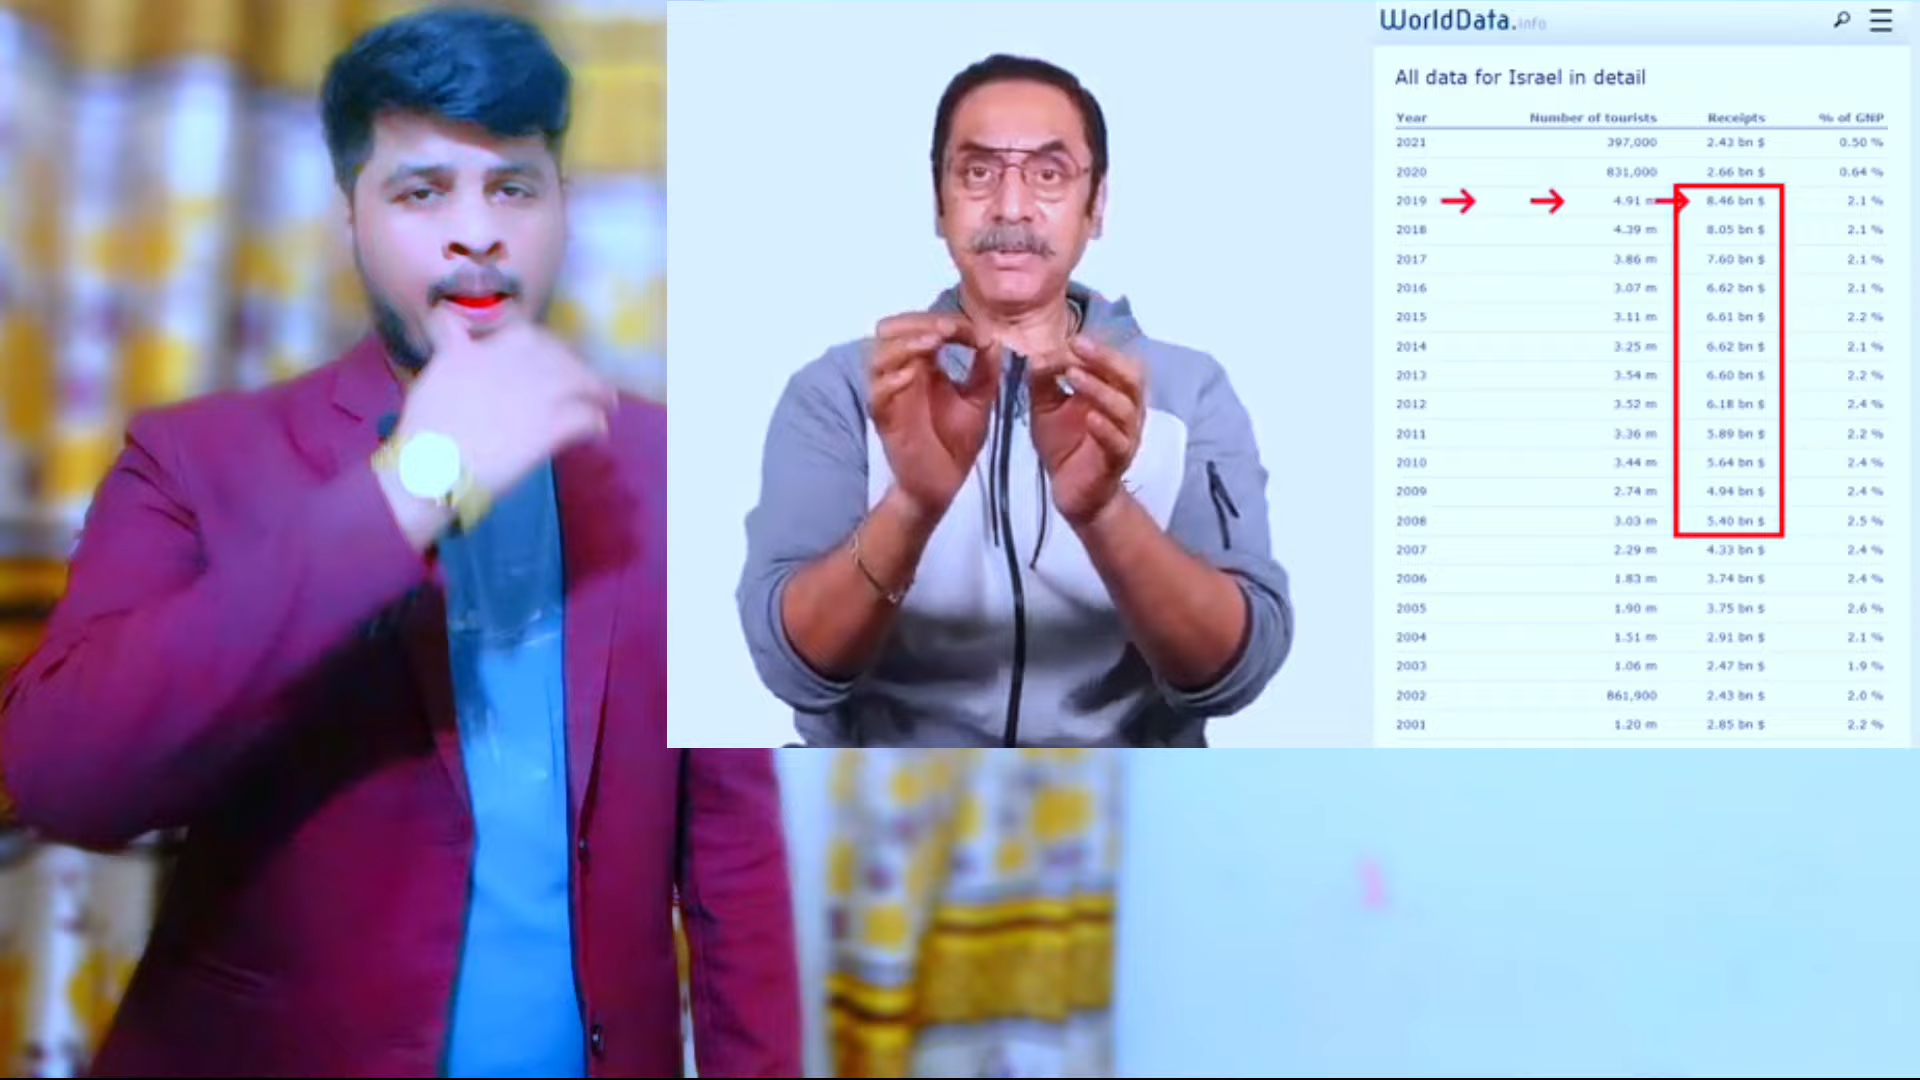 WorldData.info
All data for Israel in detail
Year Number of tourists Receipts % of GNP
2021 397,000 2.43 bn $ 0.50 %
2020 831,000 2.66 bn $ 0.64 %
2019 4.91 m 8.46 bn $ 2.1 %
2018 4.39 m 8.05 bn $ 2.1 %
2017 3.86 m 7.60 bn $ 2.1 %
2016 3.07 m 6.62 bn $ 2.1 %
2015 3.11 m 6.61 bn $ 2.2 %
2014 3.25 m 6.62 bn $ 2.1 %
2013 3.54 m 6.60 bn $ 2.2 %
2012 3.52 m 6.18 bn $ 2.4 %
2011 3.36 m 5.89 bn $ 2.2 %
2010 3.44 m 5.64 bn $ 2.4 %
2009 2.74 m 4.94 bn $ 2.4 %
2008 3.03 m 5.40 bn $ 2.5 %
2007 2.29 m 4.33 bn $ 2.4 %
2006 1.83 m 3.74 bn $ 2.4 %
2005 1.90 m 3.75 bn $ 2.6 %
2004 1.51 m 2.91 bn $ 2.1 %
2003 1.06 m 2.47 bn $ 1.9 %
2002 861,900 2.43 bn $ 2.0 %
2001 1.20 m 2.85 bn $ 2.2 %